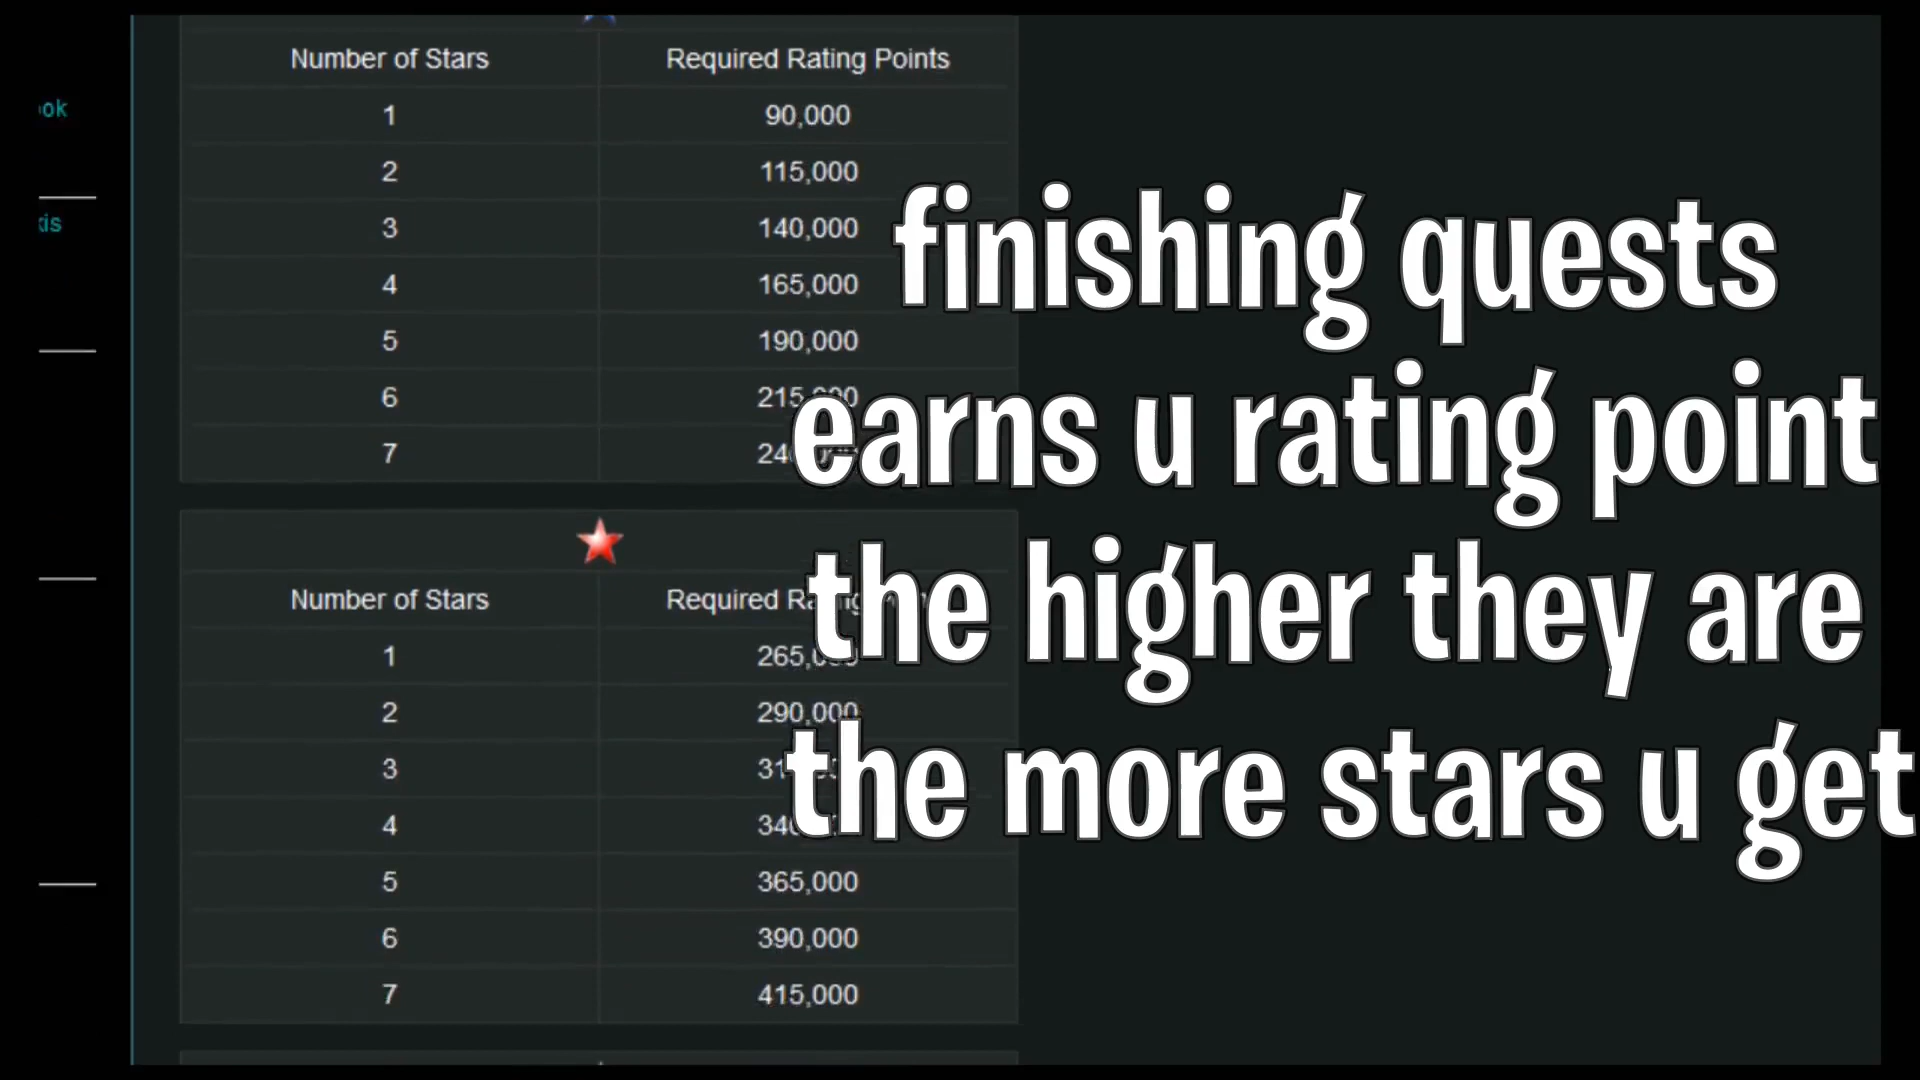 ok
kis
Number of Stars Required Rating Points
1 90,000
2 115,000
3 140,000
4 165,000
5 190,000
6
7
Number of Stars Required
1
2 290,000
3
4
5 365,000
6 390,000
7 415,000
finishing quests
earns u rating point
the higher they are
the more stars u get